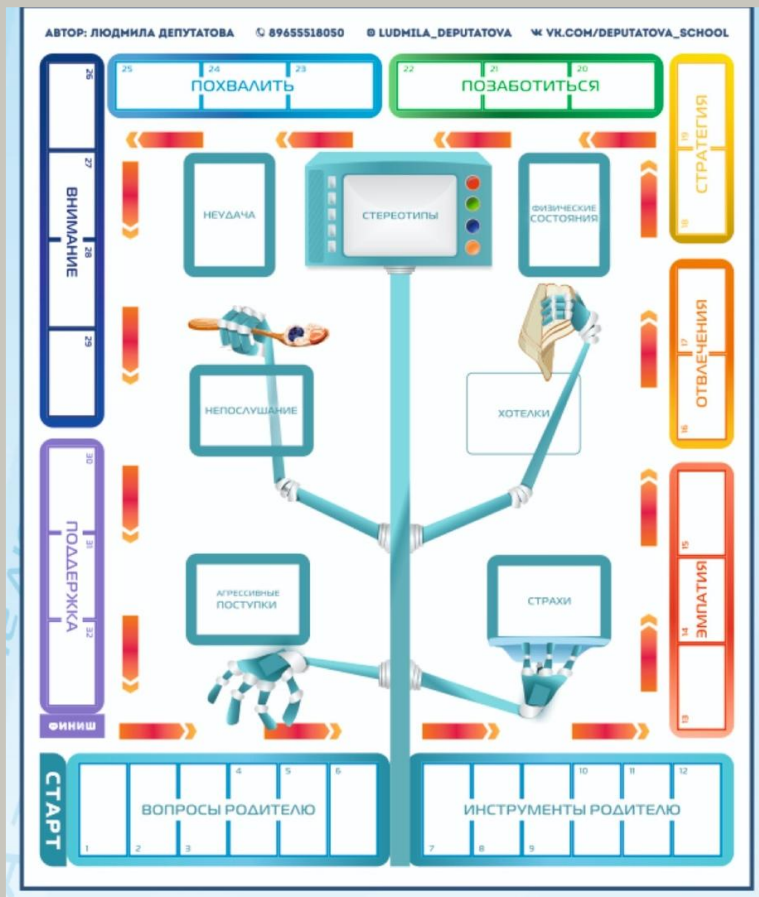 АВТОР: ЛЮДМИЛА ДЕПУТАТОВА 89655518050 LUDMILA_DEPUTATOVA VK.COM/DEPUTATOVA_SCHOOL
25 24 23
ПОХВАЛИТЬ
22 21 20
ПОЗАБОТИТЬСЯ
26
27
28
29
ВНИМАНИЕ
19
18
СТРАТЕГИЯ
НЕУДАЧА
СТЕРЕОТИПЫ
ФИЗИЧЕСКИЕ
СОСТОЯНИЯ
17
16
ОТВЛЕЧЕНИЯ
НЕПОСЛУШАНИЕ
ХОТЕЛКИ
30
31
32
ПОДДЕРЖКА
15
14
13
ЭМПАТИЯ
АГРЕССИВНЫЕ
ПОСТУПКИ
СТРАХИ
ФИНИШ
СТАРТ
4 5 6
ВОПРОСЫ РОДИТЕЛЮ
1 2 3
10 11 12
ИНСТРУМЕНТЫ РОДИТЕЛЮ
7 8 9